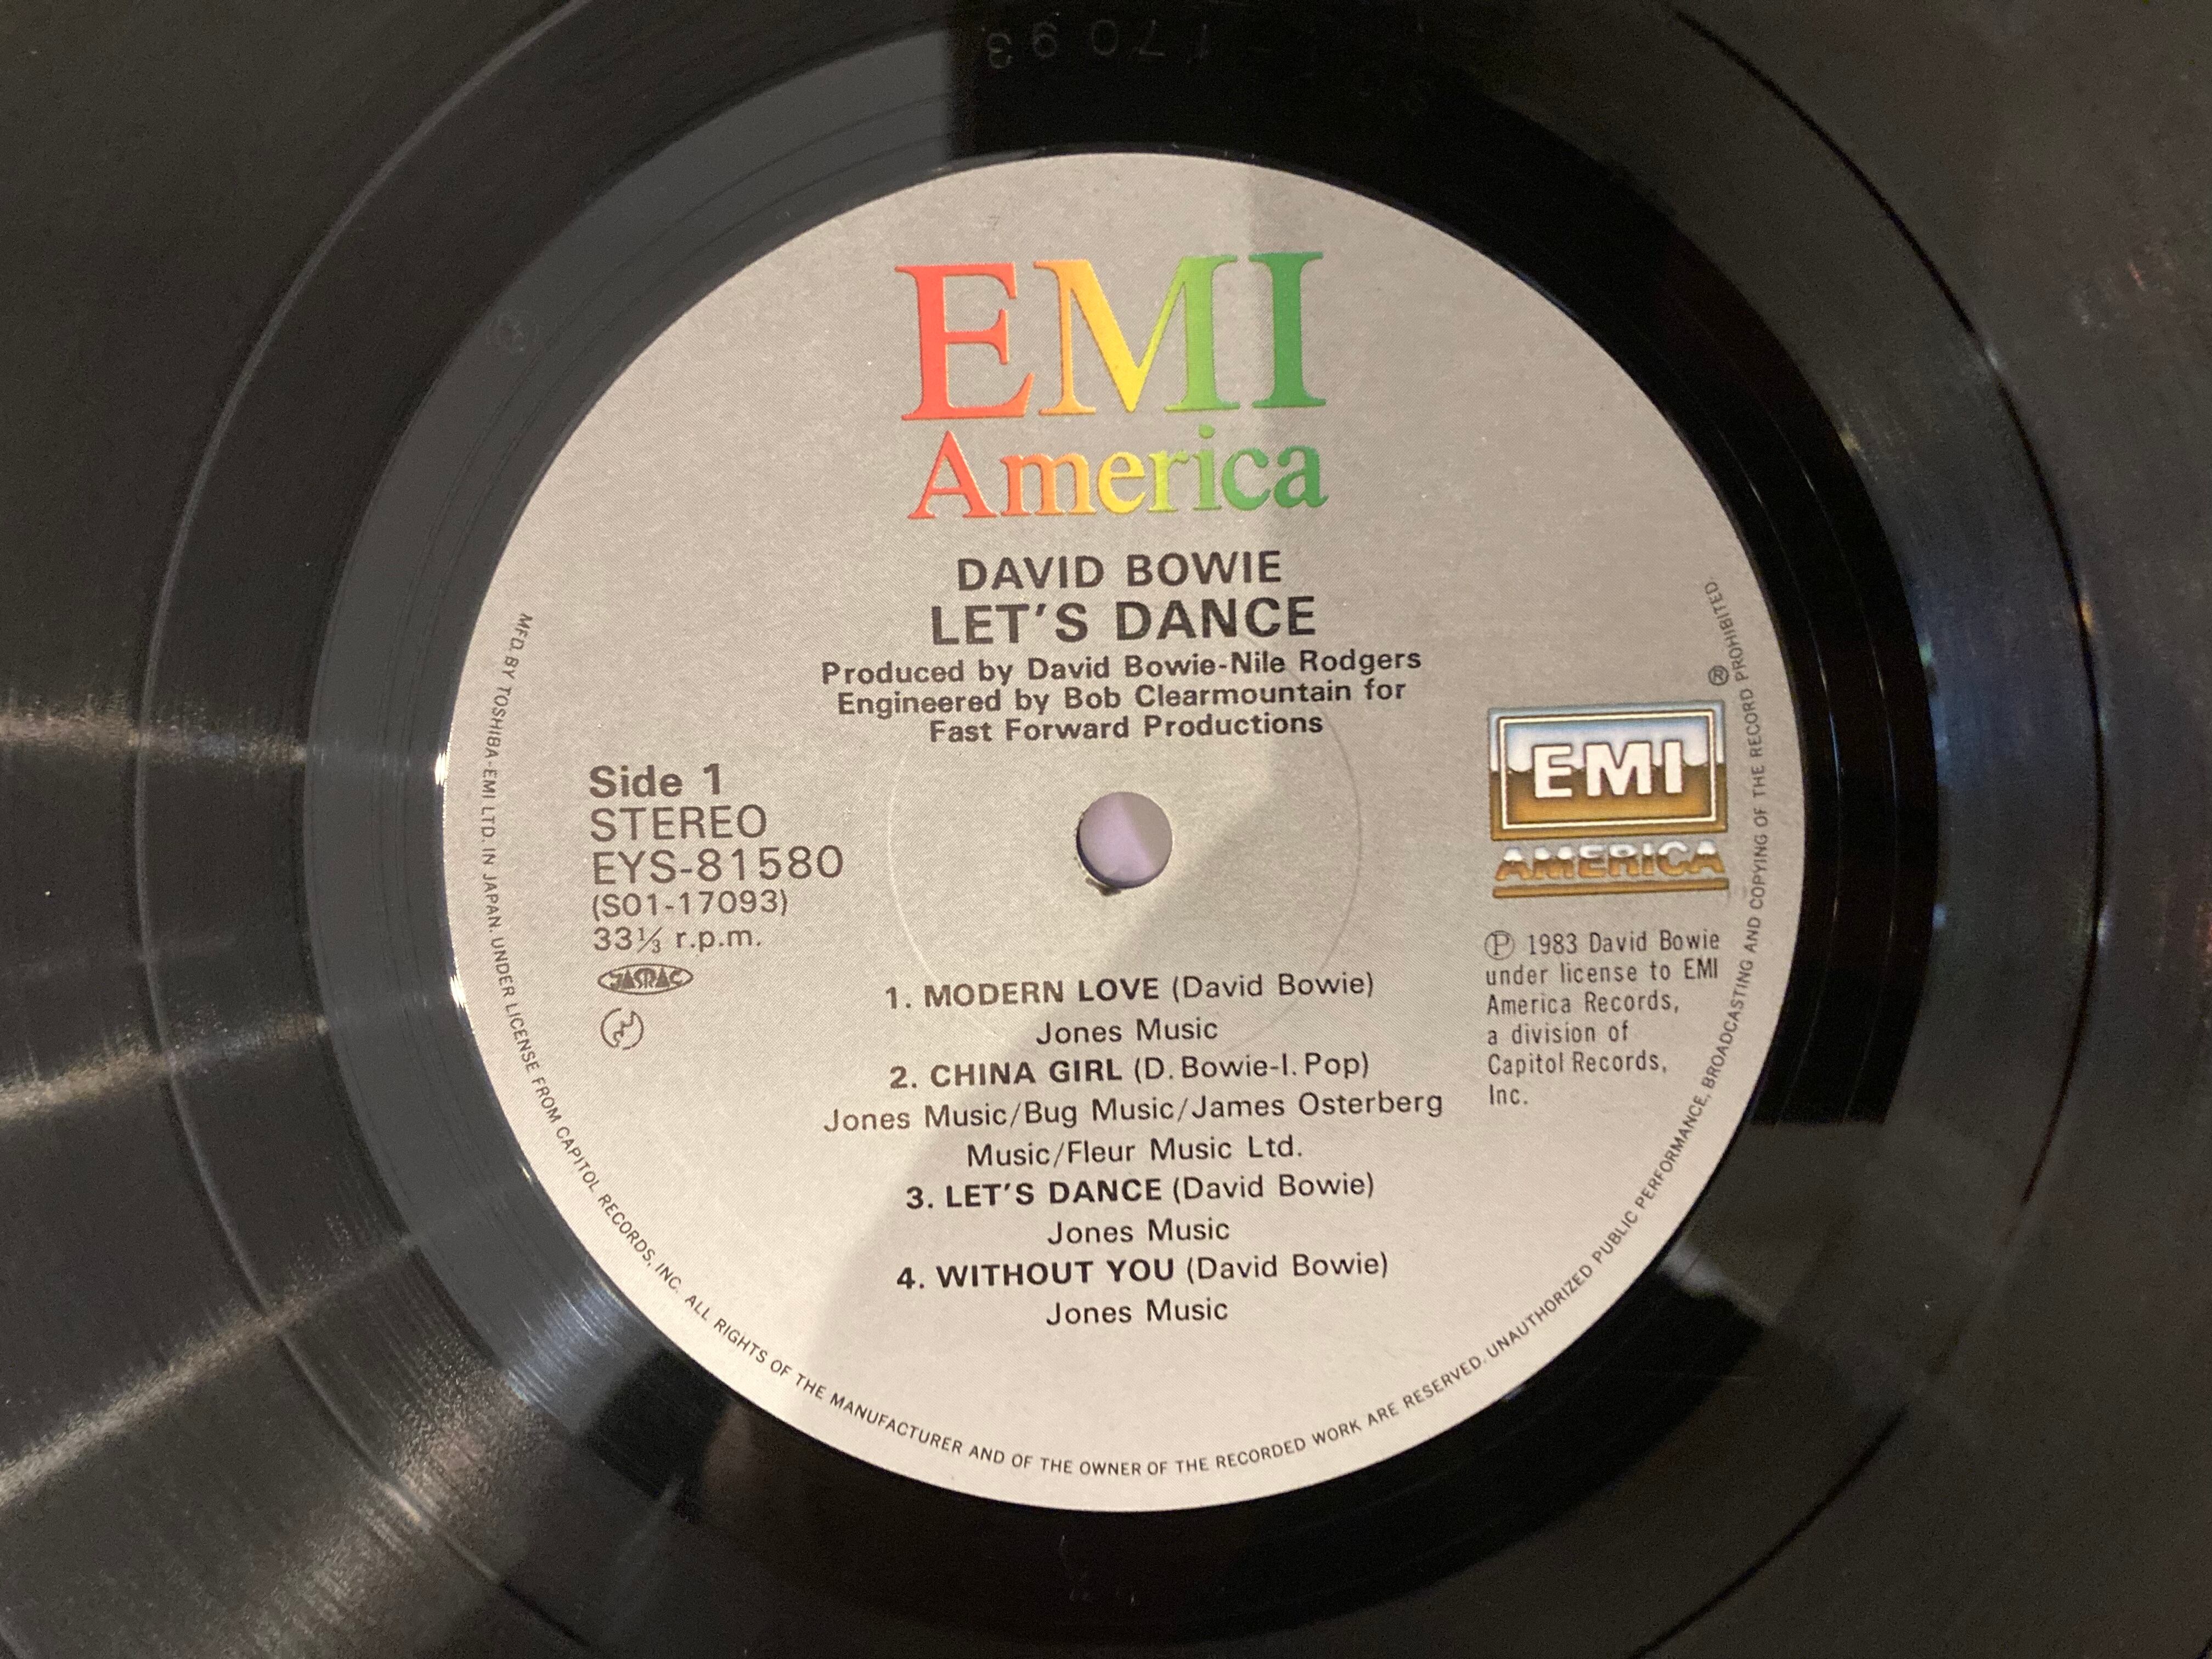 17093
EMI
America
DAVID BOWIE
LET'S DANCE
Produced by David Bowie-Nile Rodgers
Engineered by Bob Clearmountain for
Fast Forward Productions
Side 1
STEREO
EYS-81580
(S01-17093)
33⅓ r.p.m.
JASRAC
®
EMI
AMERICA
Ⓟ 1983 David Bowie
under license to EMI
America Records,
a division of
Capitol Records,
Inc.
1. MODERN LOVE (David Bowie)
Jones Music
2. CHINA GIRL (D. Bowie-I. Pop)
Jones Music/Bug Music/James Osterberg
Music/Fleur Music Ltd.
3. LET'S DANCE (David Bowie)
Jones Music
4. WITHOUT YOU (David Bowie)
Jones Music
MFD. BY TOSHIBA-EMI LTD. IN JAPAN. UNDER LICENSE FROM CAPITOL RECORDS, INC. ALL RIGHTS OF THE MANUFACTURER AND OF THE OWNER OF THE RECORDED WORK ARE RESERVED. UNAUTHORIZED PUBLIC PERFORMANCE, BROADCASTING AND COPYING OF THE RECORD PROHIBITED.